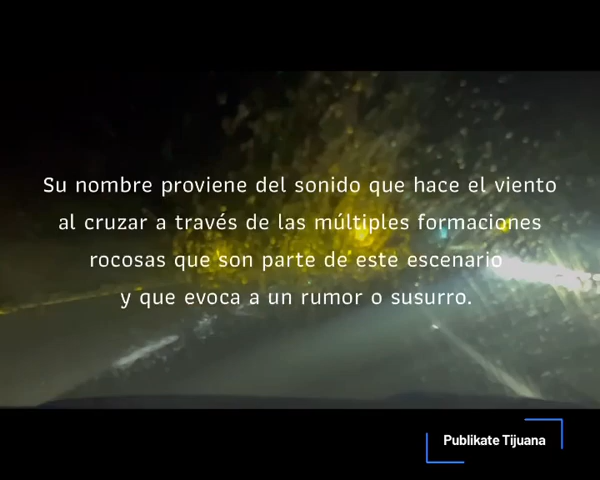 Su nombre proviene del sonido que hace el viento
al cruzar a través de las múltiples formaciones
rocosas que son parte de este escenario
y que evoca a un rumor o susurro.
Publikate Tijuana